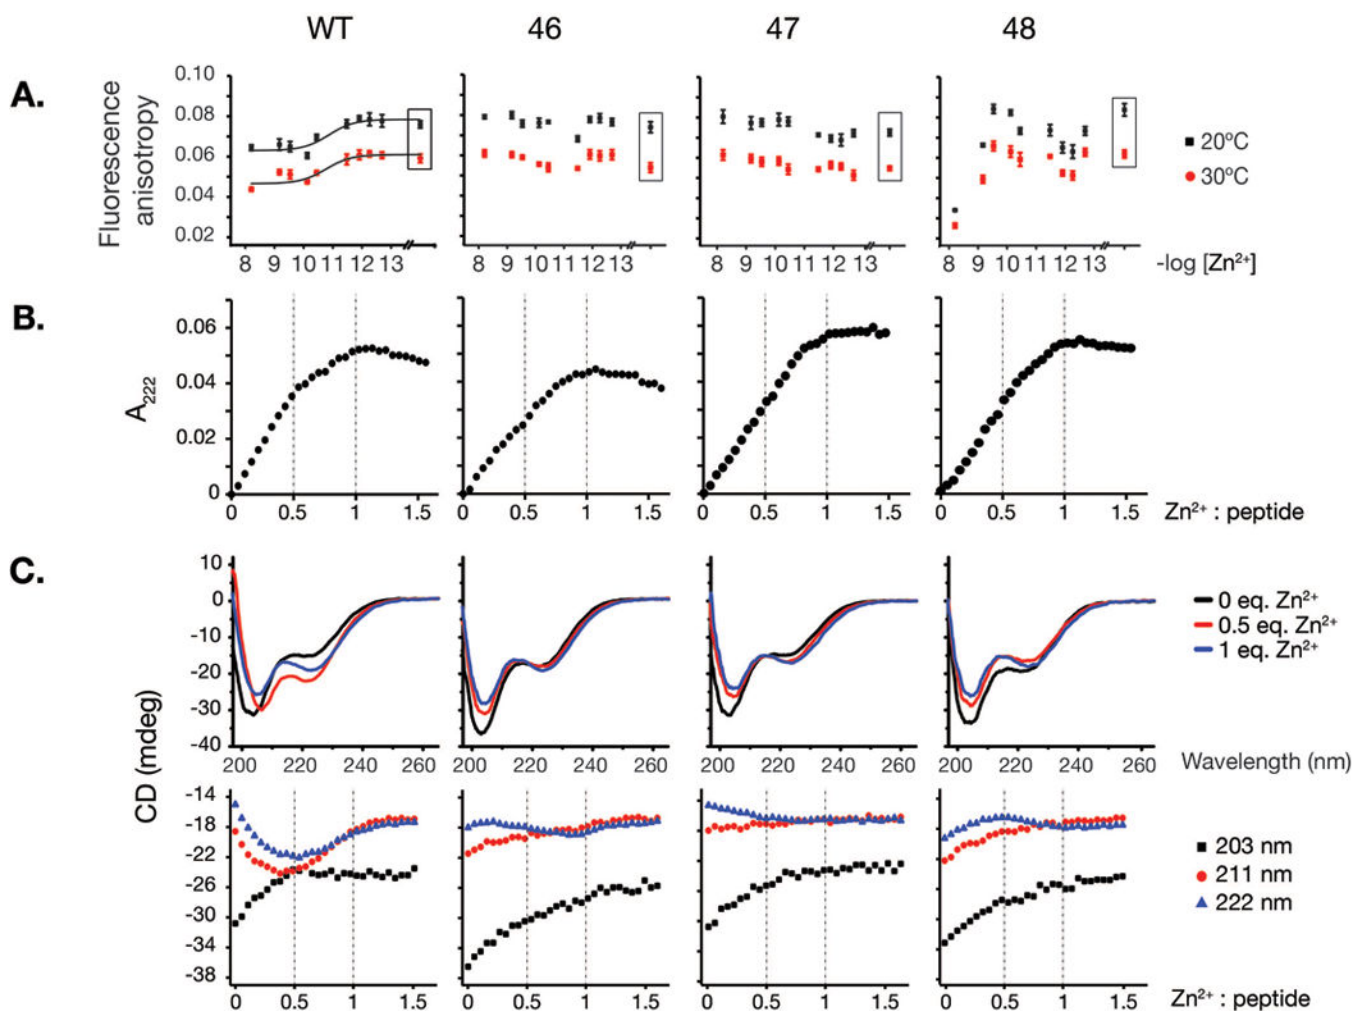 WT 46 47 48
A.
Fluorescence
anisotropy
0.10
0.08
0.06
0.04
0.02
20ºC
30ºC
8 9 10 11 12 13 8 9 10 11 12 13 8 9 10 11 12 13 8 9 10 11 12 13
-log [Zn²⁺]
B.
A₂₂₂
0.06
0.04
0.02
0
0 0.5 1 1.5 0 0.5 1 1.5 0 0.5 1 1.5 0 0.5 1 1.5
Zn²⁺ : peptide
C.
CD (mdeg)
10
0
-10
-20
-30
-40
0 eq. Zn²⁺
0.5 eq. Zn²⁺
1 eq. Zn²⁺
200 220 240 260 200 220 240 260 200 220 240 260 200 220 240 260
Wavelength (nm)
-14
-18
-22
-26
-30
-34
-38
203 nm
211 nm
222 nm
0 0.5 1 1.5 0 0.5 1 1.5 0 0.5 1 1.5 0 0.5 1 1.5
Zn²⁺ : peptide